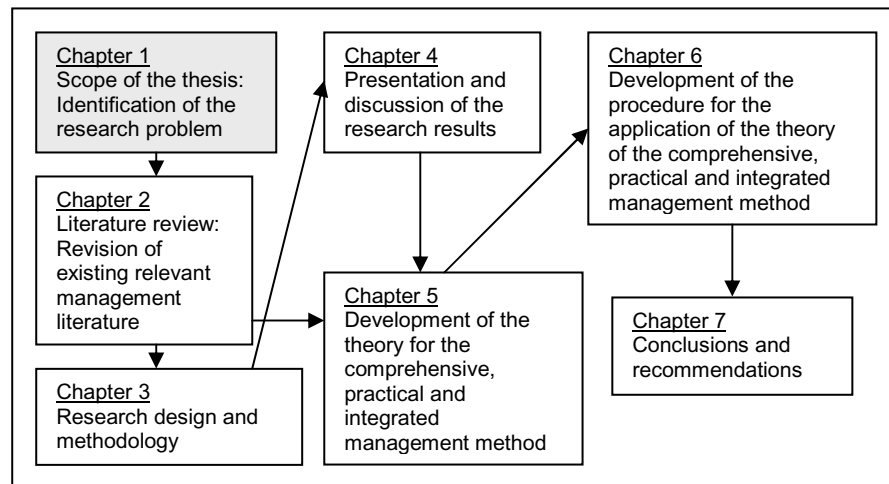 Chapter 1
Scope of the thesis:
Identification of the
research problem
Chapter 2
Literature review:
Revision of
existing relevant
management
literature
Chapter 3
Research design and
methodology
Chapter 4
Presentation and
discussion of the
research results
Chapter 5
Development of the
theory for the
comprehensive,
practical and
integrated
management method
Chapter 6
Development of the
procedure for the
application of the theory
of the comprehensive,
practical and integrated
management method
Chapter 7
Conclusions and
recommendations